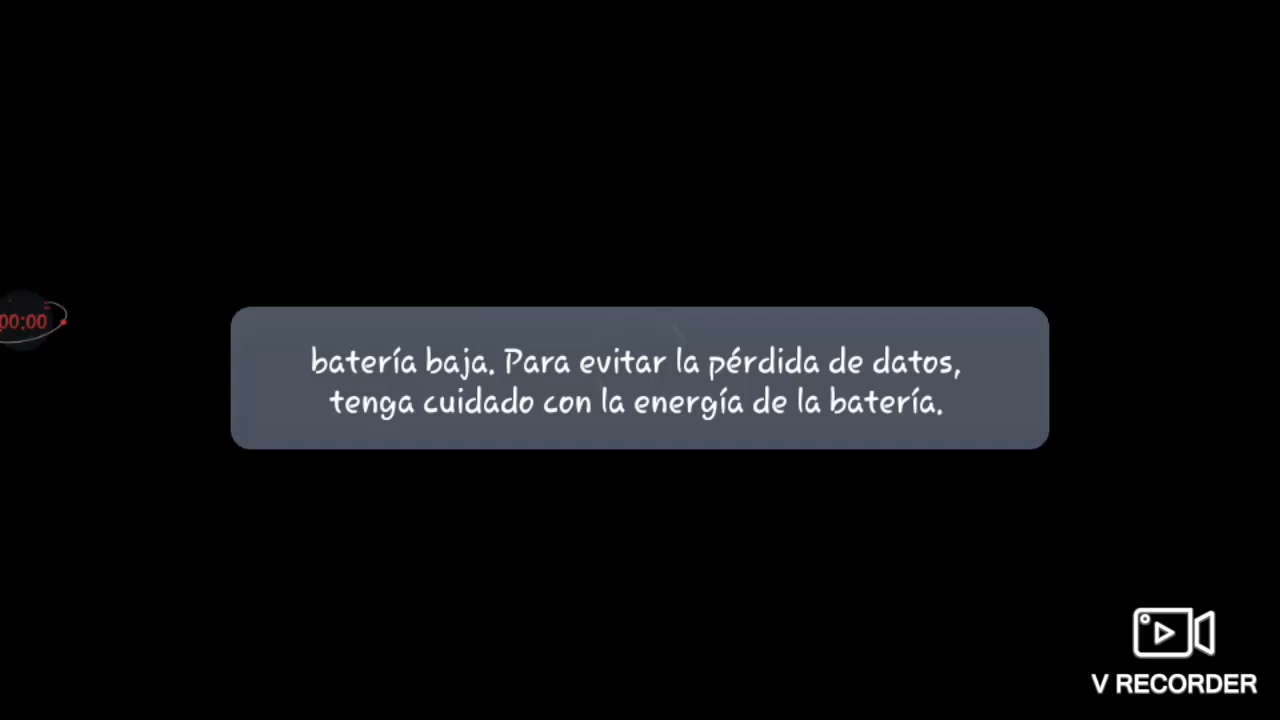 00:00
batería baja. Para evitar la pérdida de datos,
tenga cuidado con la energía de la batería.
V RECORDER